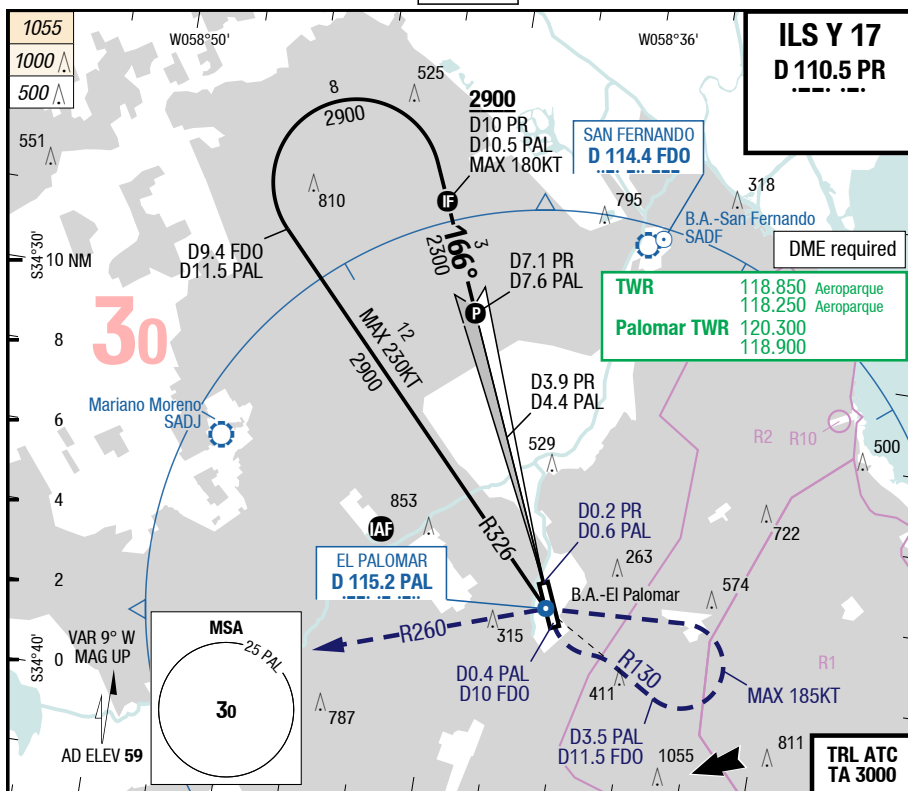 1055
1000
500
W058°50'
W058°36'
ILS Y 17
D 110.5 PR
525
8
2900
2900
D10 PR
D10.5 PAL
MAX 180KT
SAN FERNANDO
D 114.4 FDO
551
810
IF
795
318
B.A.-San Fernando
SADF
S34°30'
10 NM
D9.4 FDO
D11.5 PAL
3
166°
2300
D7.1 PR
D7.6 PAL
DME required
TWR 118.850 Aeroparque
118.250 Aeroparque
Palomar TWR 120.300
118.900
30
8
P
12
MAX 230KT
2900
D3.9 PR
D4.4 PAL
Mariano Moreno
SADJ
6
R2
R10
529
500
4
853
IAF
R326
D0.2 PR
D0.6 PAL
722
EL PALOMAR
D 115.2 PAL
263
2
574
B.A.-El Palomar
MSA
25 PAL
30
R260
315
VAR 9° W
MAG UP
S34°40'
0
D0.4 PAL
D10 FDO
R130
R1
411
MAX 185KT
787
D3.5 PAL
D11.5 FDO
AD ELEV 59
1055
811
TRL ATC
TA 3000